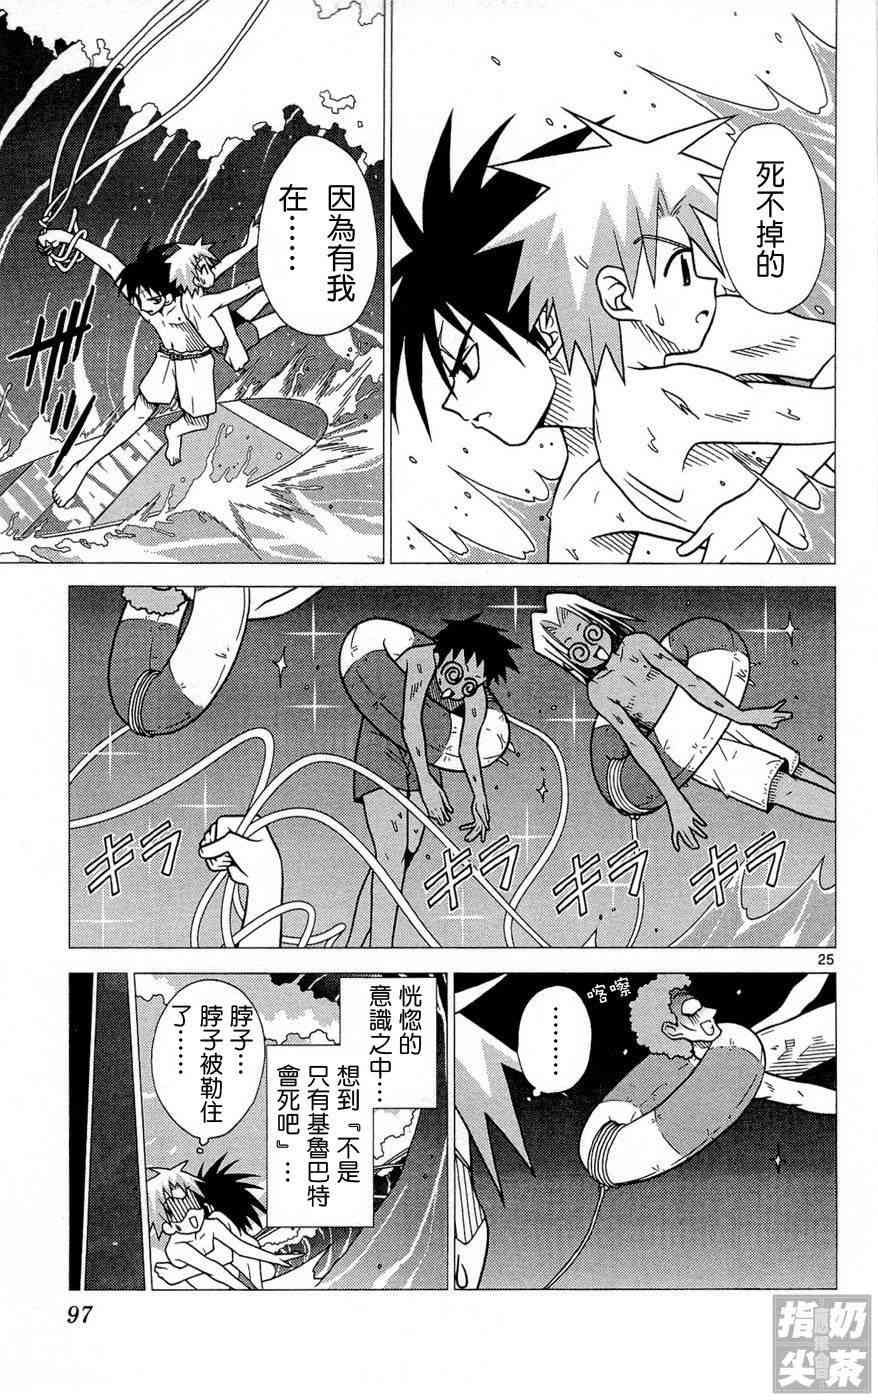 死不掉的
因為有我
在……
キラ
キラ
キラ
25
喀嚓
……
恍惚的
意識之中…
想到『不是
只有基魯巴特
會死吧』…
脖子…
脖子被勒住
了……
97
指奶
尖茶